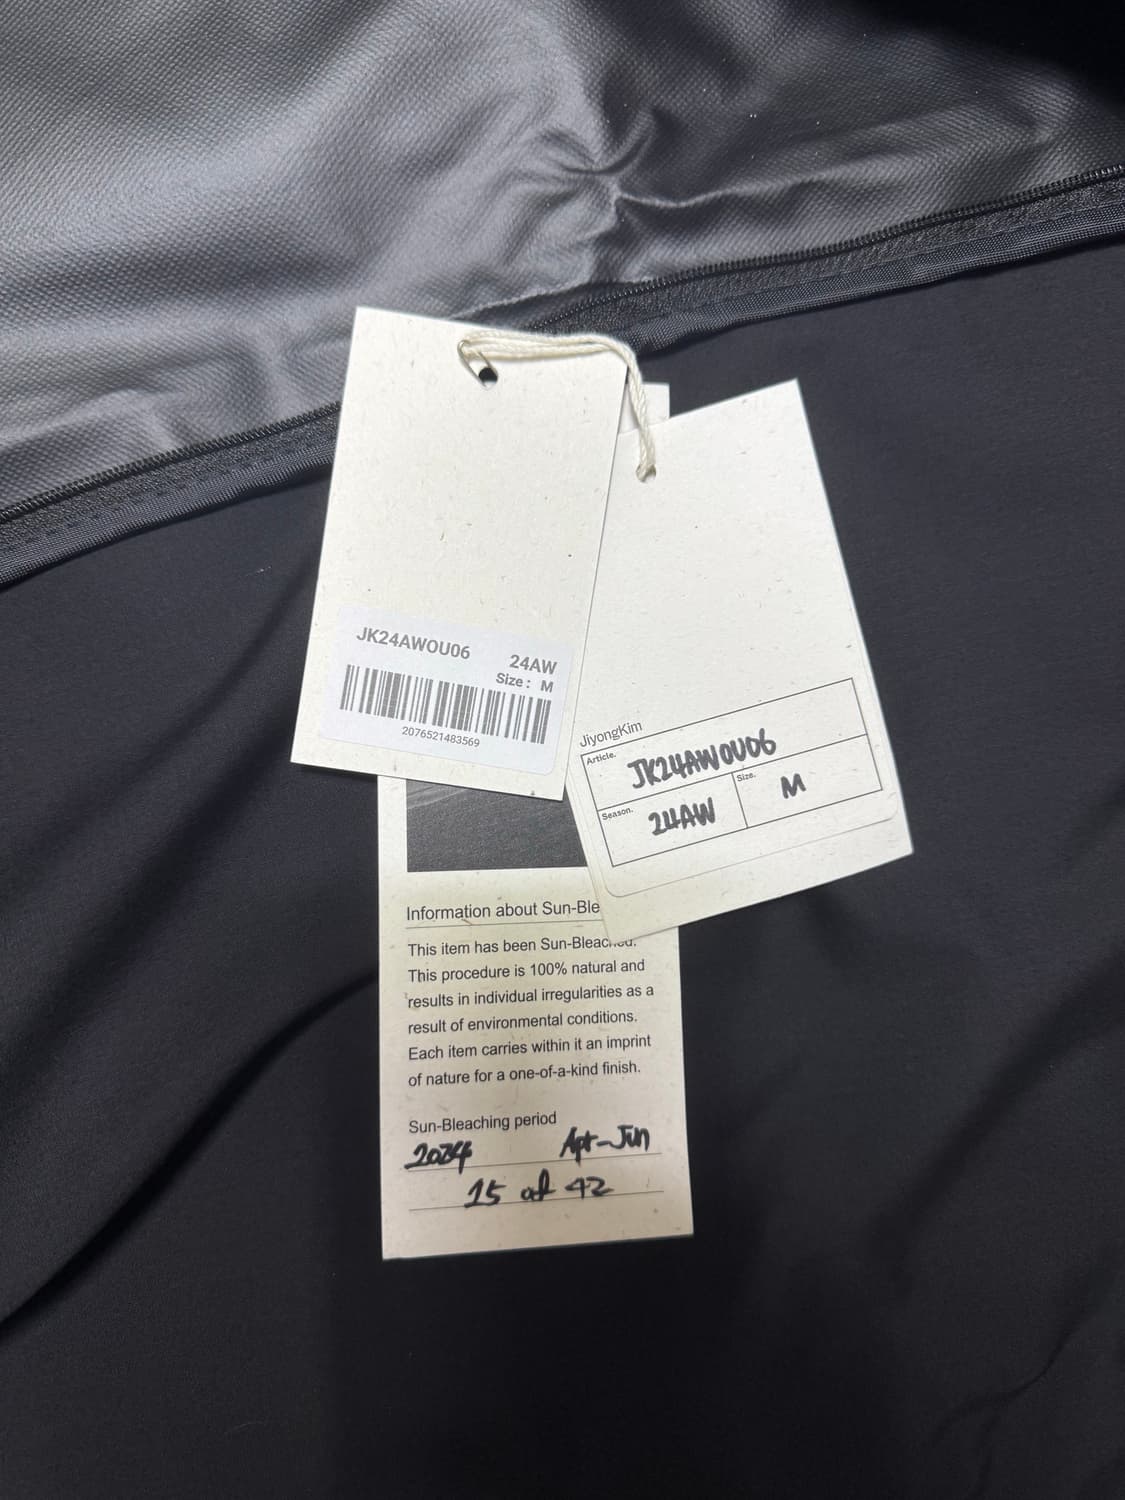 JK24AWOU06
24AW
Size : M
2076521483569
JiyongKim
Article.
JK24AWOU06
Season.
24AW
Size.
M
Information about Sun-Ble
This item has been Sun-Bleached.
This procedure is 100% natural and
results in individual irregularities as a
result of environmental conditions.
Each item carries within it an imprint
of nature for a one-of-a-kind finish.
Sun-Bleaching period
2024 Apr-Jun
15 of 42